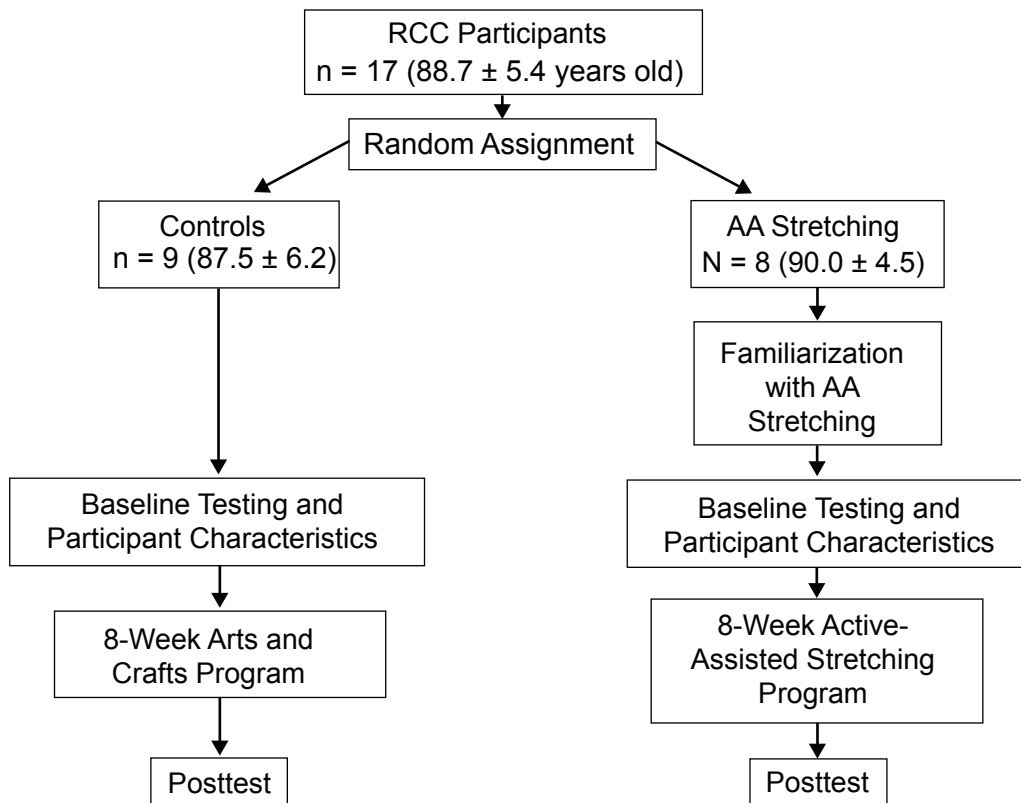 RCC Participants
n = 17 (88.7 ± 5.4 years old)
Random Assignment
Controls
n = 9 (87.5 ± 6.2)
AA Stretching
N = 8 (90.0 ± 4.5)
Familiarization
with AA
Stretching
Baseline Testing and
Participant Characteristics
Baseline Testing and
Participant Characteristics
8-Week Arts and
Crafts Program
8-Week Active-
Assisted Stretching
Program
Posttest
Posttest